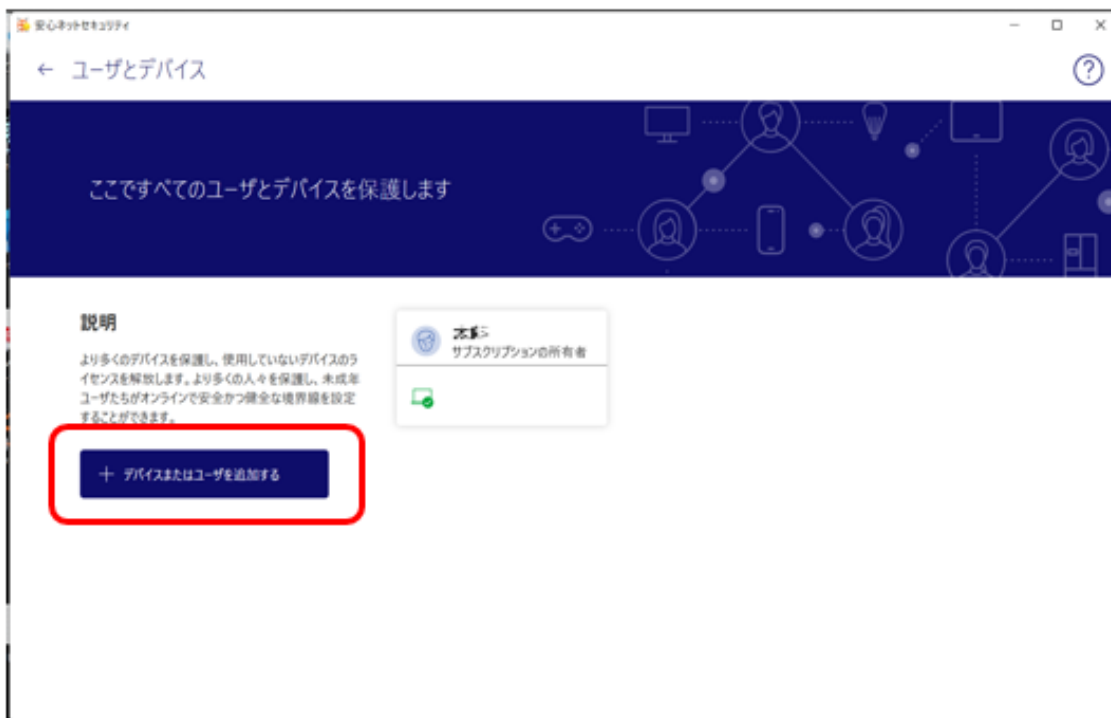 安心ネットセキュリティ
← ユーザとデバイス
?
ここですべてのユーザとデバイスを保護します
説明
より多くのデバイスを保護し、使用していないデバイスのラ
イセンスを解放します。より多くの人々を保護し、未成年
ユーザたちがオンラインで安全かつ健全な境界線を設定
することができます。
サブスクリプションの所有者
+ デバイスまたはユーザを追加する